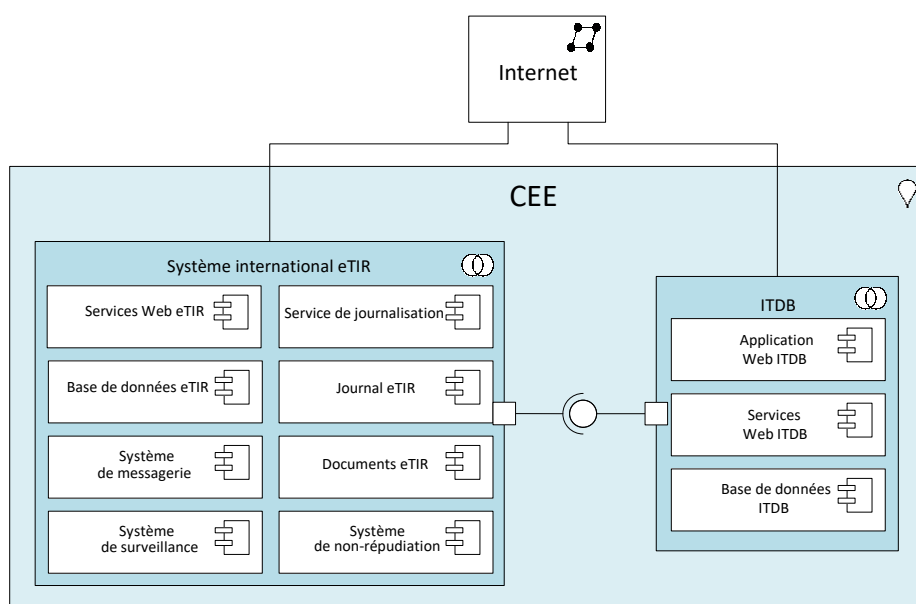 Internet
CEE
Système international eTIR
Services Web eTIR
Service de journalisation
Base de données eTIR
Journal eTIR
Système
de messagerie
Documents eTIR
Système
de surveillance
Système
de non-répudiation
ITDB
Application
Web ITDB
Services
Web ITDB
Base de données
ITDB